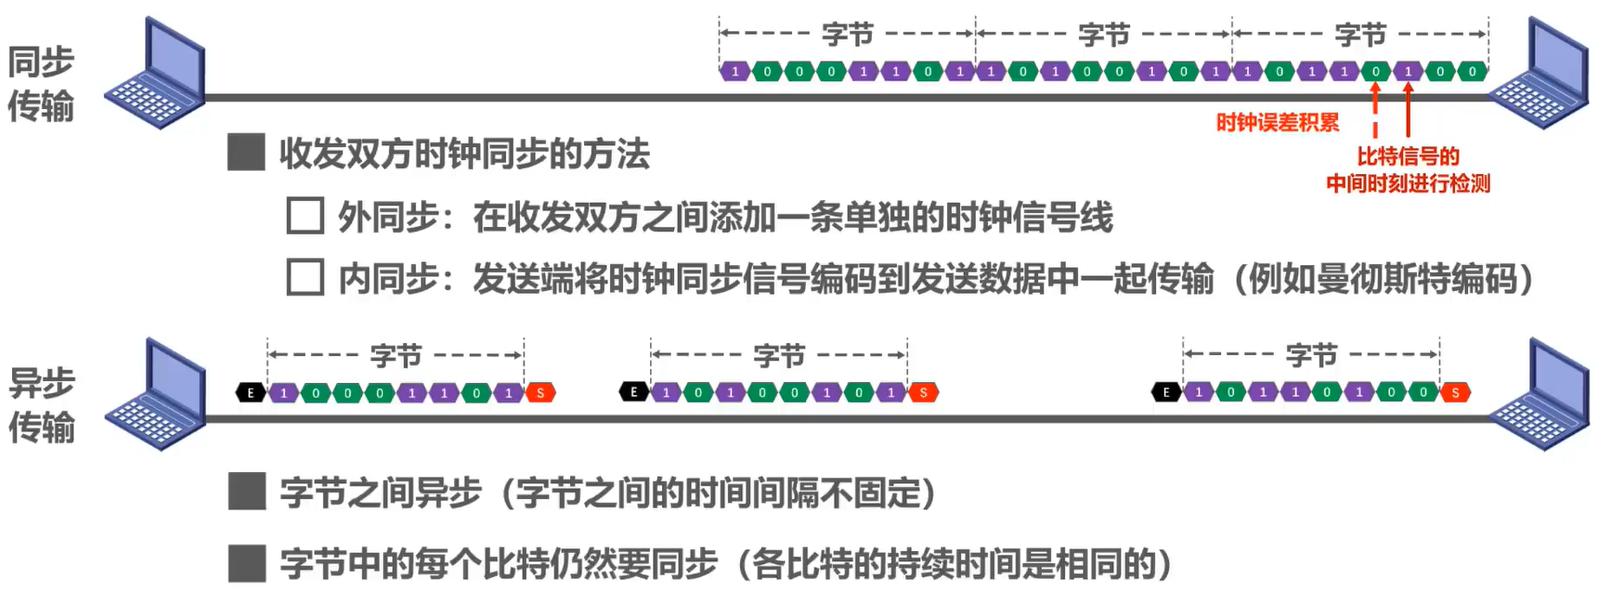 同步
传输
字节 字节 字节
1 0 0 0 1 1 0 1 1 0 1 0 0 1 0 1 1 0 1 1 0 1 0 0
时钟误差积累
比特信号的
中间时刻进行检测
收发双方时钟同步的方法
外同步：在收发双方之间添加一条单独的时钟信号线
内同步：发送端将时钟同步信号编码到发送数据中一起传输（例如曼彻斯特编码）
异步
传输
字节 字节 字节
E 1 0 0 0 1 1 0 1 S E 1 0 1 0 0 1 0 1 S E 1 0 1 1 0 1 0 0 S
字节之间异步（字节之间的时间间隔不固定）
字节中的每个比特仍然要同步（各比特的持续时间是相同的）